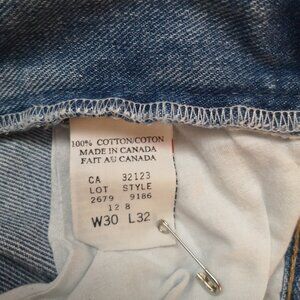 100% COTTON/COTON
MADE IN CANADA
FAIT AU CANADA
CA 32123
LOT STYLE
2679 9186
12 8
W30 L32